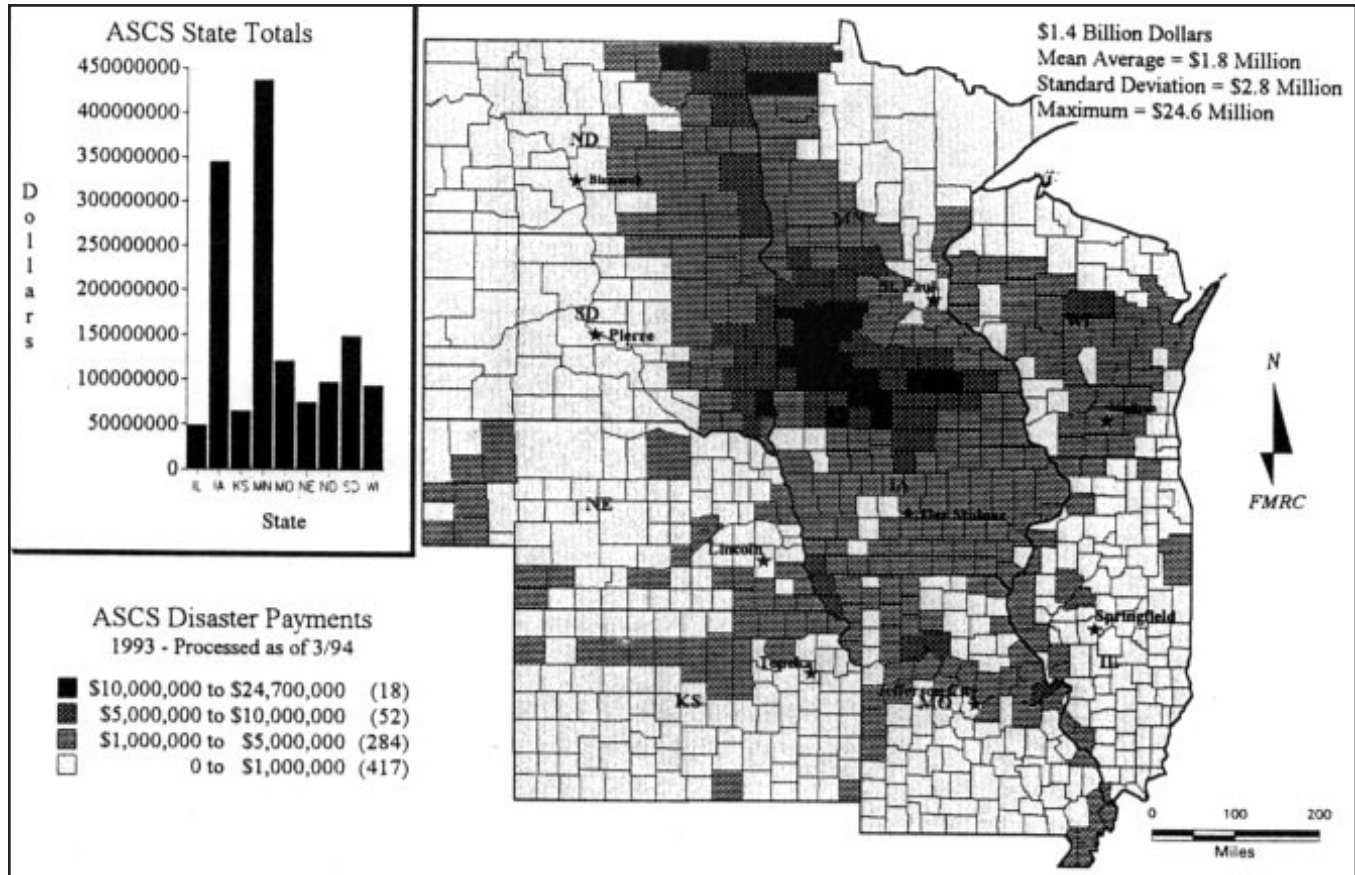 ASCS State Totals
450000000
400000000
350000000
300000000
250000000
200000000
150000000
100000000
50000000
0
Dollars
IL IA KS MN MO NE ND SD WI
State
$1.4 Billion Dollars
Mean Average = $1.8 Million
Standard Deviation = $2.8 Million
Maximum = $24.6 Million
ND
Bismarck
MN
St. Paul
SD
Pierre
WI
N
FMRC
IA
Des Moines
NE
Lincoln
Springfield
IL
Topeka
KS
Jefferson City
MO
ASCS Disaster Payments
1993 - Processed as of 3/94
$10,000,000 to $24,700,000 (18)
$5,000,000 to $10,000,000 (52)
$1,000,000 to $5,000,000 (284)
0 to $1,000,000 (417)
0 100 200
Miles